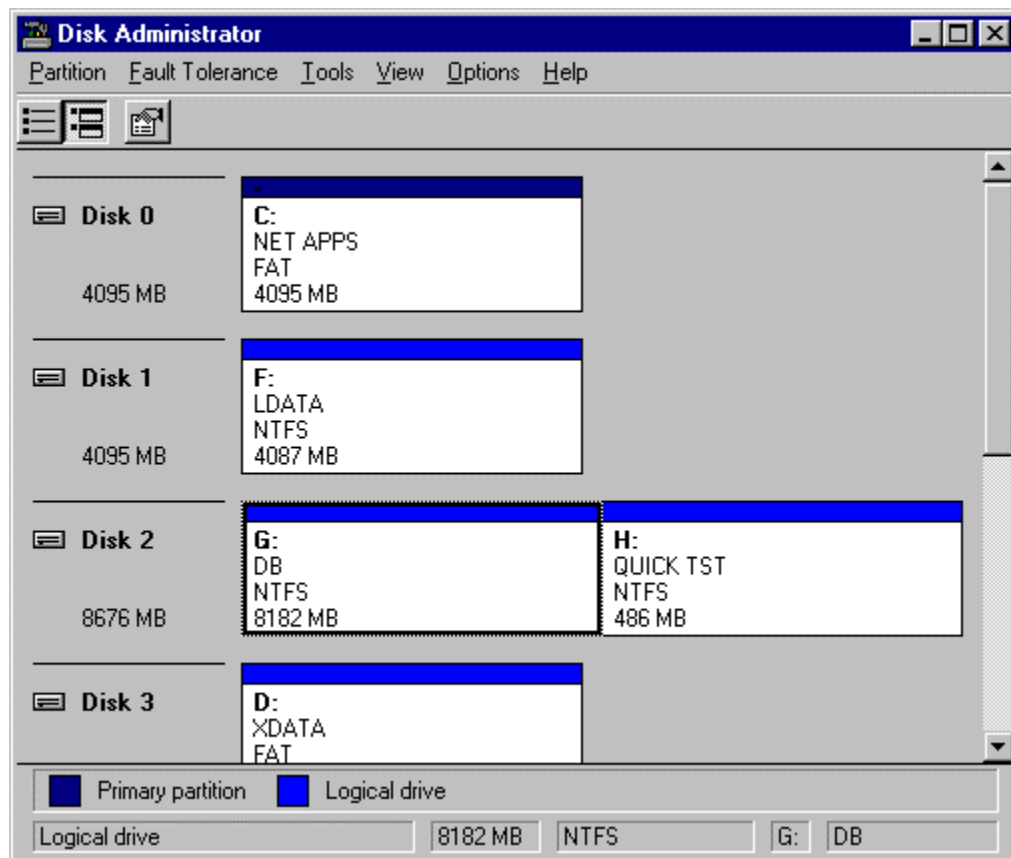 Disk Administrator
Partition Fault Tolerance Tools View Options Help
Disk 0
4095 MB
C:
NET APPS
FAT
4095 MB
Disk 1
4095 MB
F:
LDATA
NTFS
4087 MB
Disk 2
8676 MB
G:
DB
NTFS
8182 MB
H:
QUICK TST
NTFS
486 MB
Disk 3
D:
XDATA
FAT
Primary partition Logical drive
Logical drive 8182 MB NTFS G: DB